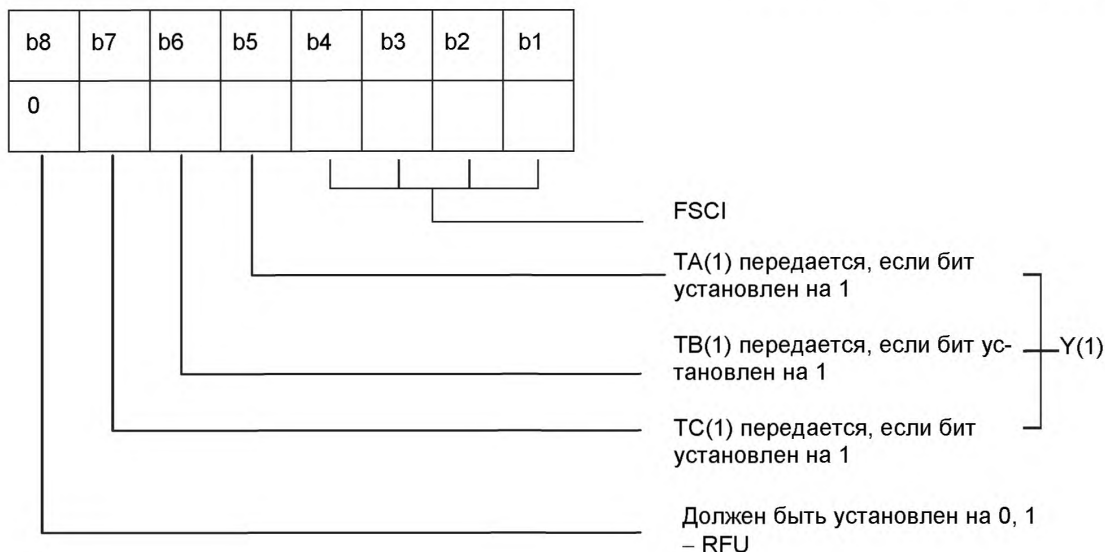 b8 b7 b6 b5 b4 b3 b2 b1
0
FSCI
TA(1) передается, если бит
установлен на 1
TB(1) передается, если бит ус-
тановлен на 1
Y(1)
TC(1) передается, если бит
установлен на 1
Должен быть установлен на 0, 1
– RFU